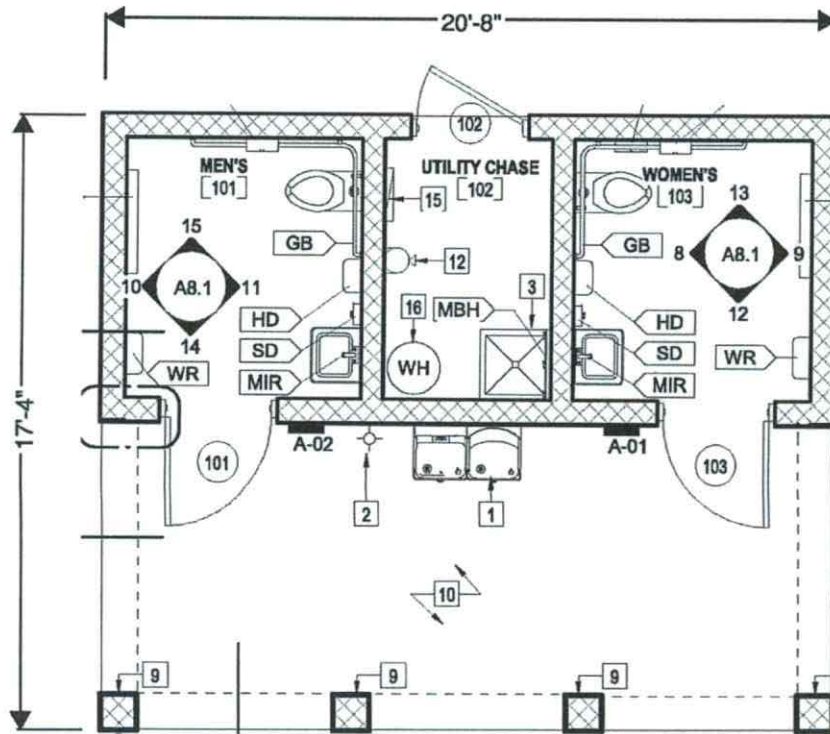 20'-8"
17'-4"
102
MEN'S
[101]
UTILITY CHASE
[102]
WOMEN'S
[103]
15
13
15
GB
GB
12
10
A8.1
11
8
A8.1
9
14
12
HD
16
MBH
3
HD
SD
SD
WR
MIR
WH
MIR
WR
101
A-02
A-01
103
2
1
10
9
9
9